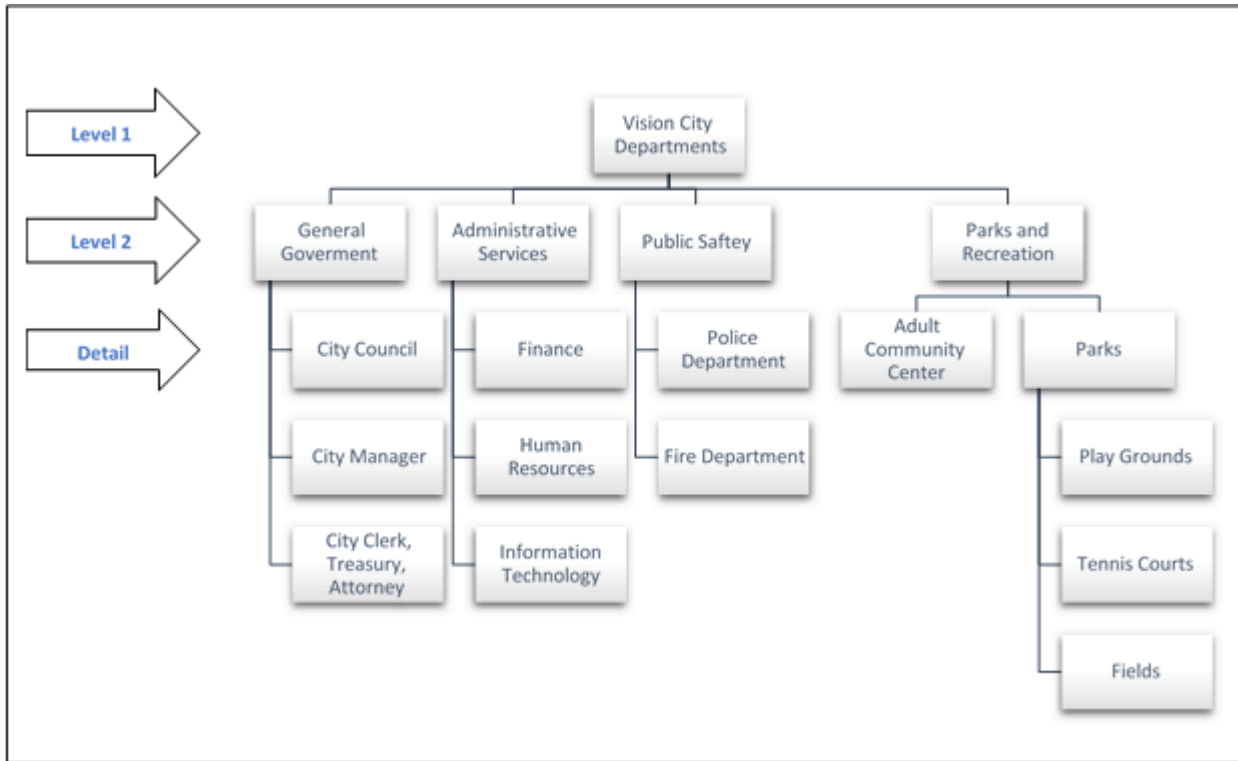 Level 1
Vision City
Departments
Level 2
General
Goverment
Administrative
Services
Public Saftey
Parks and
Recreation
Detail
City Council
Finance
Police
Department
Adult
Community
Center
Parks
City Manager
Human
Resources
Fire Department
Play Grounds
City Clerk,
Treasury,
Attorney
Information
Technology
Tennis Courts
Fields